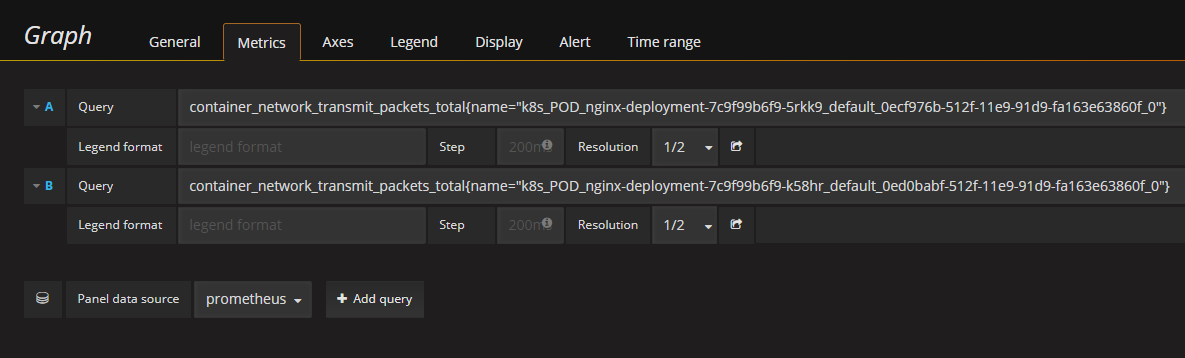 Graph General Metrics Axes Legend Display Alert Time range
A Query container_network_transmit_packets_total{name="k8s_POD_nginx-deployment-7c9f99b6f9-5rkk9_default_0ecf976b-512f-11e9-91d9-fa163e63860f_0"}
Legend format legend format Step 200ms Resolution 1/2
B Query container_network_transmit_packets_total{name="k8s_POD_nginx-deployment-7c9f99b6f9-k58hr_default_0ed0babf-512f-11e9-91d9-fa163e63860f_0"}
Legend format legend format Step 200ms Resolution 1/2
Panel data source prometheus + Add query